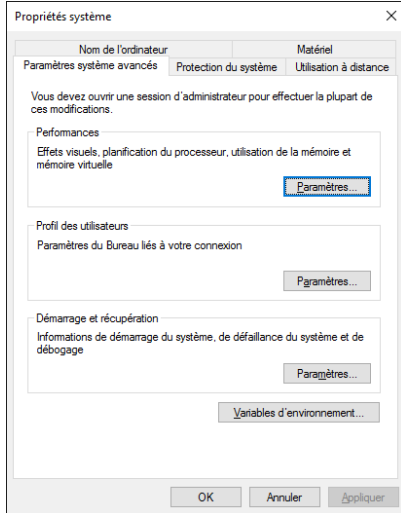 Propriétés système
Nom de l'ordinateur
Matériel
Paramètres système avancés
Protection du système
Utilisation à distance
Vous devez ouvrir une session d'administrateur pour effectuer la plupart de
ces modifications.
Performances
Effets visuels, planification du processeur, utilisation de la mémoire et
mémoire virtuelle
Paramètres...
Profil des utilisateurs
Paramètres du Bureau liés à votre connexion
Paramètres...
Démarrage et récupération
Informations de démarrage du système, de défaillance du système et de
débogage
Paramètres...
Variables d'environnement...
OK
Annuler
Appliquer